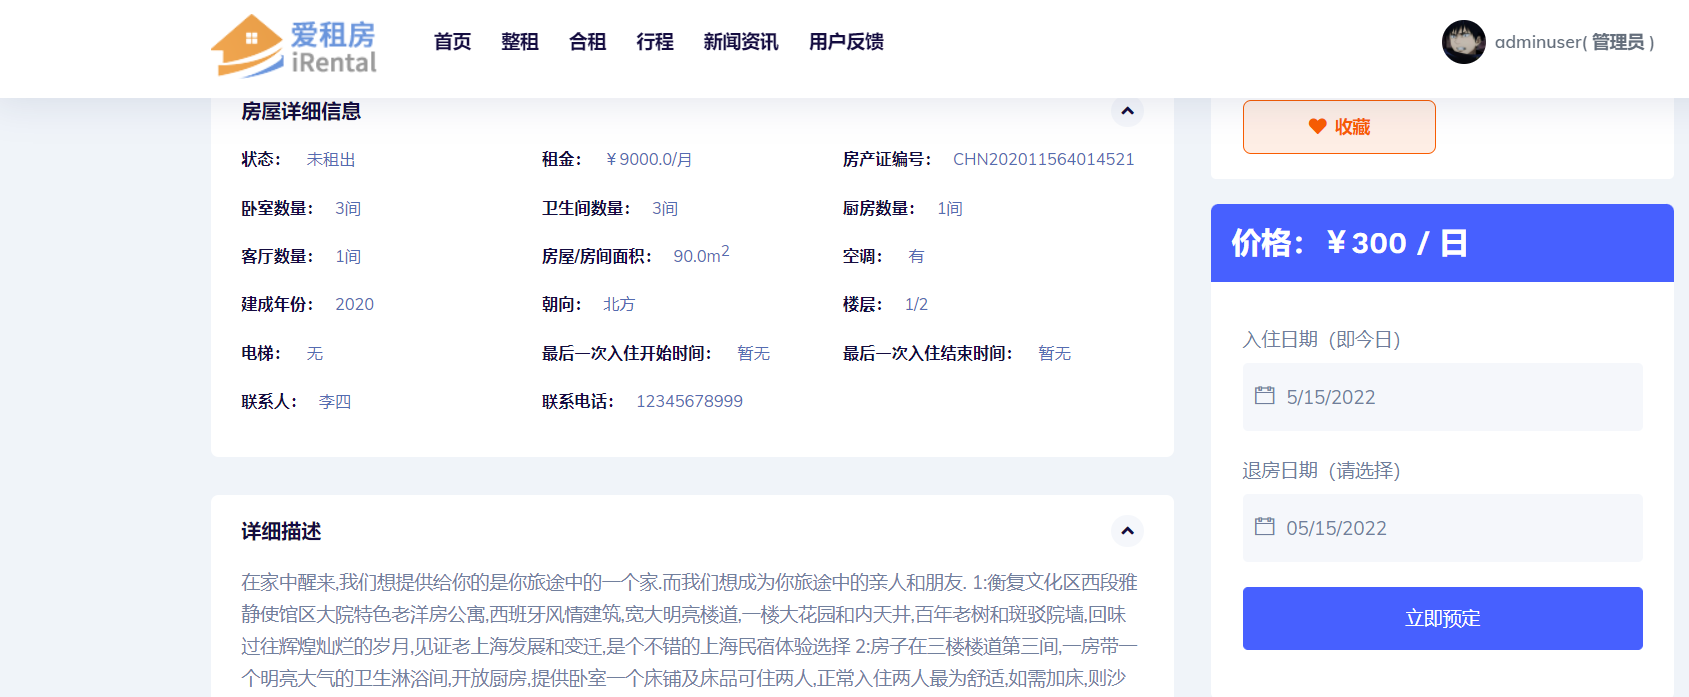 爱租房
iRental
首页 整租 合租 行程 新闻资讯 用户反馈
adminuser( 管理员 )
房屋详细信息
收藏
状态： 未租出 租金： ￥9000.0/月 房产证编号： CHN202011564014521
卧室数量： 3间 卫生间数量： 3间 厨房数量： 1间
客厅数量： 1间 房屋/房间面积： 90.0m2 空调： 有
建成年份： 2020 朝向： 北方 楼层： 1/2
电梯： 无 最后一次入住开始时间： 暂无 最后一次入住结束时间： 暂无
联系人： 李四 联系电话： 12345678999
价格：￥300 / 日
入住日期（即今日）
5/15/2022
退房日期（请选择）
05/15/2022
立即预定
详细描述
在家中醒来,我们想提供给你的是你旅途中的一个家.而我们想成为你旅途中的亲人和朋友. 1:衡复文化区西段雅
静使馆区大院特色老洋房公寓,西班牙风情建筑,宽大明亮楼道,一楼大花园和内天井,百年老树和斑驳院墙,回味
过往辉煌灿烂的岁月,见证老上海发展和变迁,是个不错的上海民宿体验选择 2:房子在三楼楼道第三间,一房带一
个明亮大气的卫生淋浴间,开放厨房,提供卧室一个床铺及床品可住两人,正常入住两人最为舒适,如需加床,则沙